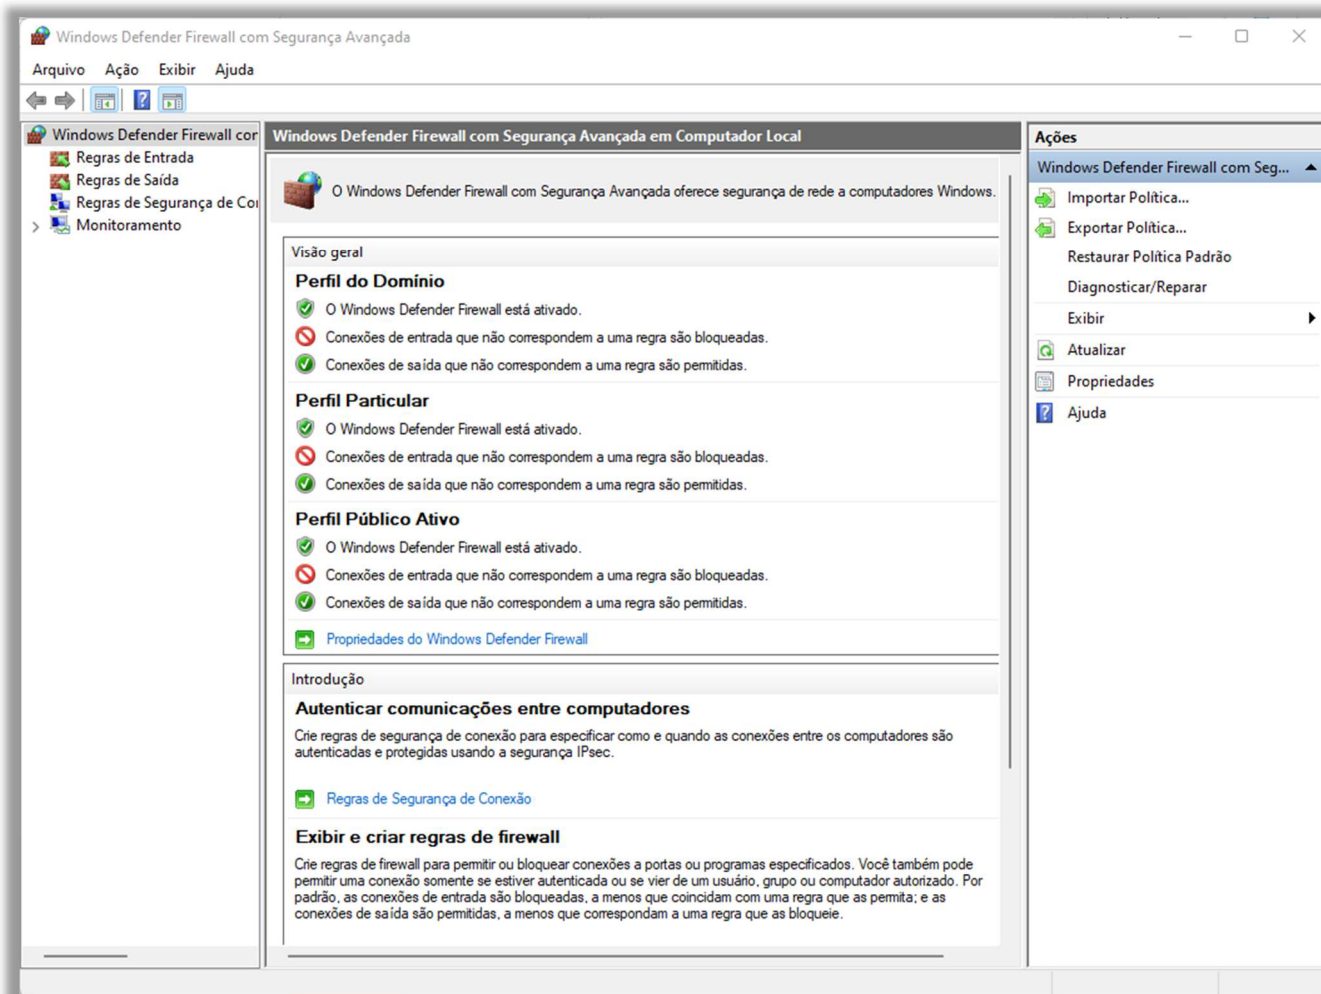 Windows Defender Firewall com Segurança Avançada
Arquivo Ação Exibir Ajuda
Windows Defender Firewall cor
Regras de Entrada
Regras de Saída
Regras de Segurança de Co
Monitoramento
Windows Defender Firewall com Segurança Avançada em Computador Local
O Windows Defender Firewall com Segurança Avançada oferece segurança de rede a computadores Windows.
Visão geral
Perfil do Domínio
O Windows Defender Firewall está ativado.
Conexões de entrada que não correspondem a uma regra são bloqueadas.
Conexões de saída que não correspondem a uma regra são permitidas.
Perfil Particular
O Windows Defender Firewall está ativado.
Conexões de entrada que não correspondem a uma regra são bloqueadas.
Conexões de saída que não correspondem a uma regra são permitidas.
Perfil Público Ativo
O Windows Defender Firewall está ativado.
Conexões de entrada que não correspondem a uma regra são bloqueadas.
Conexões de saída que não correspondem a uma regra são permitidas.
Propriedades do Windows Defender Firewall
Introdução
Autenticar comunicações entre computadores
Crie regras de segurança de conexão para especificar como e quando as conexões entre os computadores são
autenticadas e protegidas usando a segurança IPsec.
Regras de Segurança de Conexão
Exibir e criar regras de firewall
Crie regras de firewall para permitir ou bloquear conexões a portas ou programas especificados. Você também pode
permitir uma conexão somente se estiver autenticada ou se vier de um usuário, grupo ou computador autorizado. Por
padrão, as conexões de entrada são bloqueadas, a menos que coincidam com uma regra que as permita; e as
conexões de saída são permitidas, a menos que correspondam a uma regra que as bloqueie.
Ações
Windows Defender Firewall com Seg...
Importar Política...
Exportar Política...
Restaurar Política Padrão
Diagnosticar/Reparar
Exibir
Atualizar
Propriedades
Ajuda